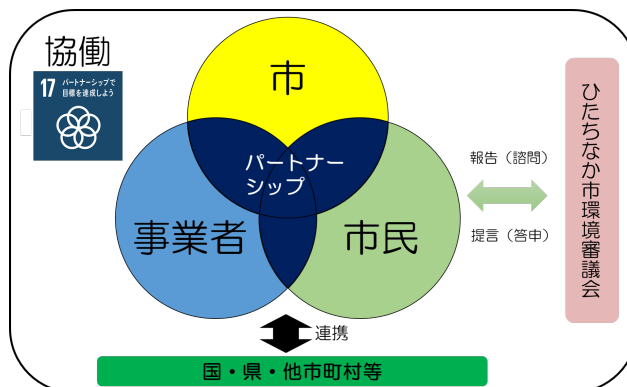 協働
17 パートナーシップで
目標を達成しよう
市
パートナー
シップ
事業者
市民
報告（諮問）
提言（答申）
ひたちなか市環境審議会
連携
国・県・他市町村等